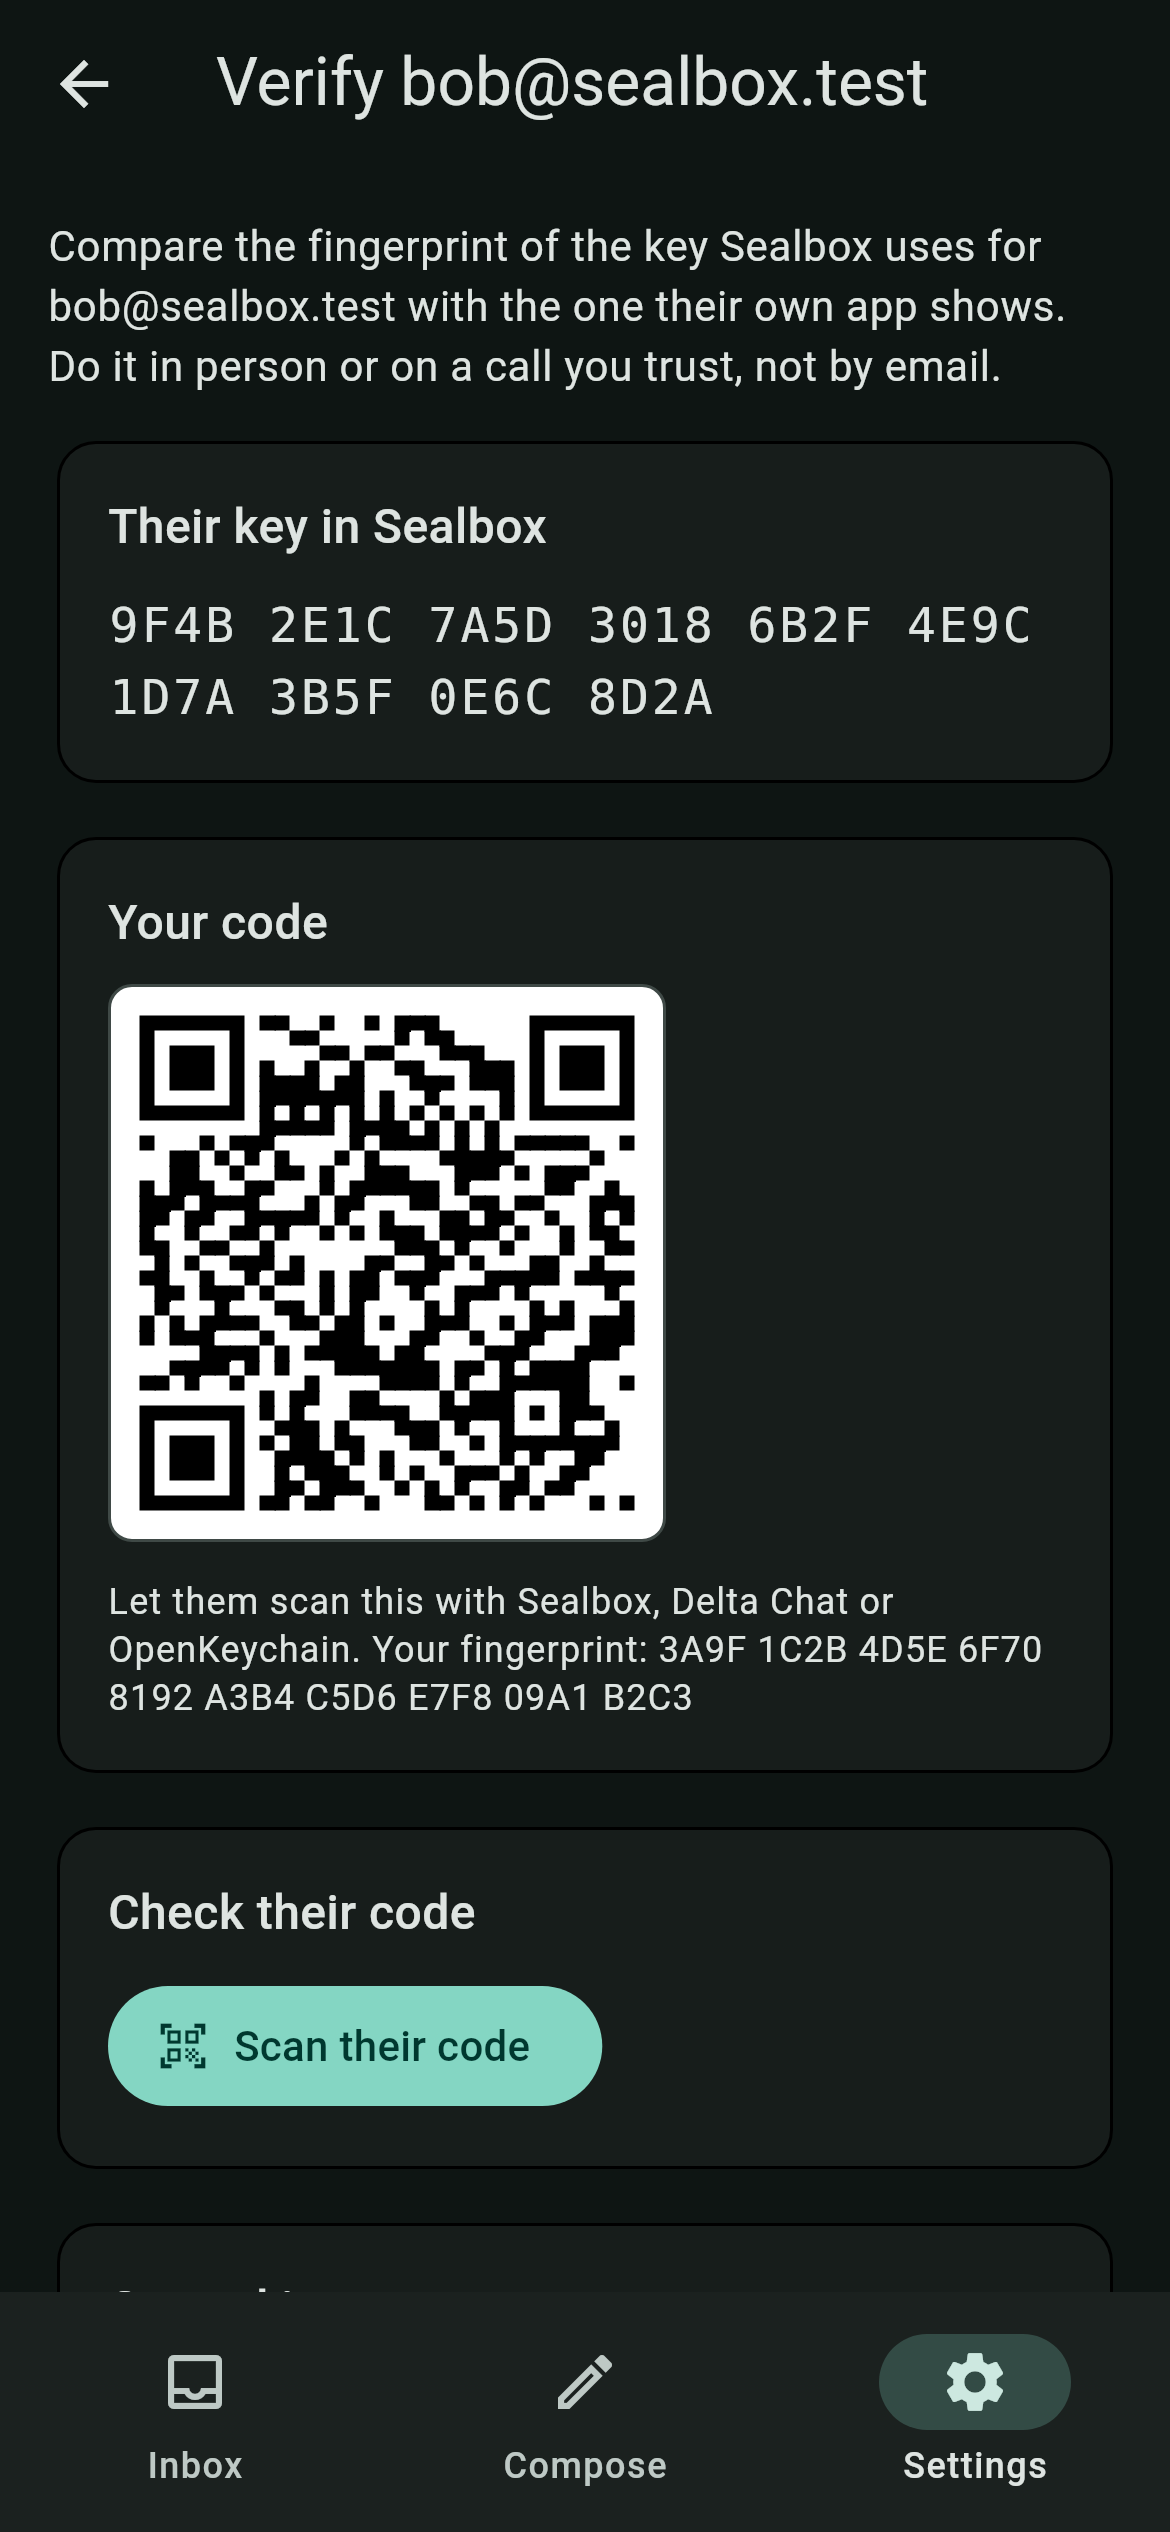 Verify bob@sealbox.test
Compare the fingerprint of the key Sealbox uses for
bob@sealbox.test with the one their own app shows.
Do it in person or on a call you trust, not by email.
Their key in Sealbox
9F4B 2E1C 7A5D 3018 6B2F 4E9C
1D7A 3B5F 0E6C 8D2A
Your code
Let them scan this with Sealbox, Delta Chat or
OpenKeychain. Your fingerprint: 3A9F 1C2B 4D5E 6F70
8192 A3B4 C5D6 E7F8 09A1 B2C3
Check their code
Scan their code
Inbox
Compose
Settings